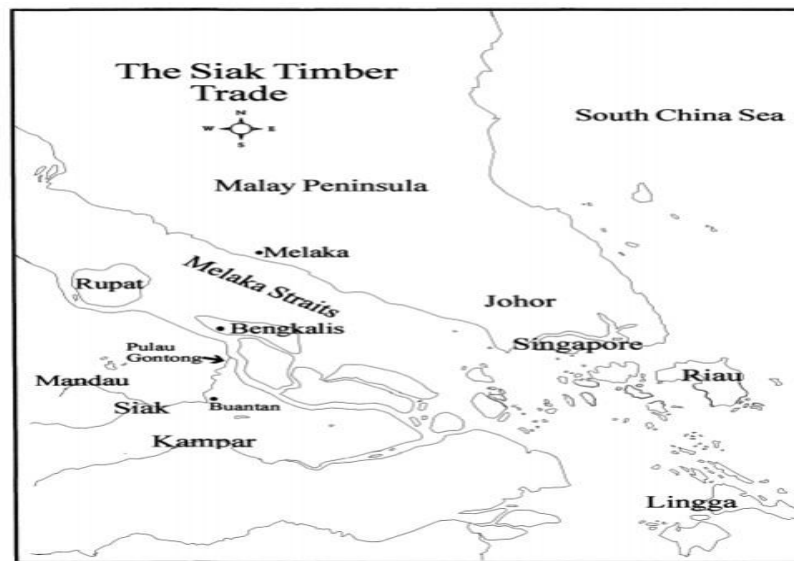 The Siak Timber
Trade
N
W E
S
South China Sea
Malay Peninsula
Melaka
Melaka Straits
Rupat
Johor
Bengkalis
Singapore
Pulau
Gontong
Riau
Mandau
Siak
Buantan
Kampar
Lingga